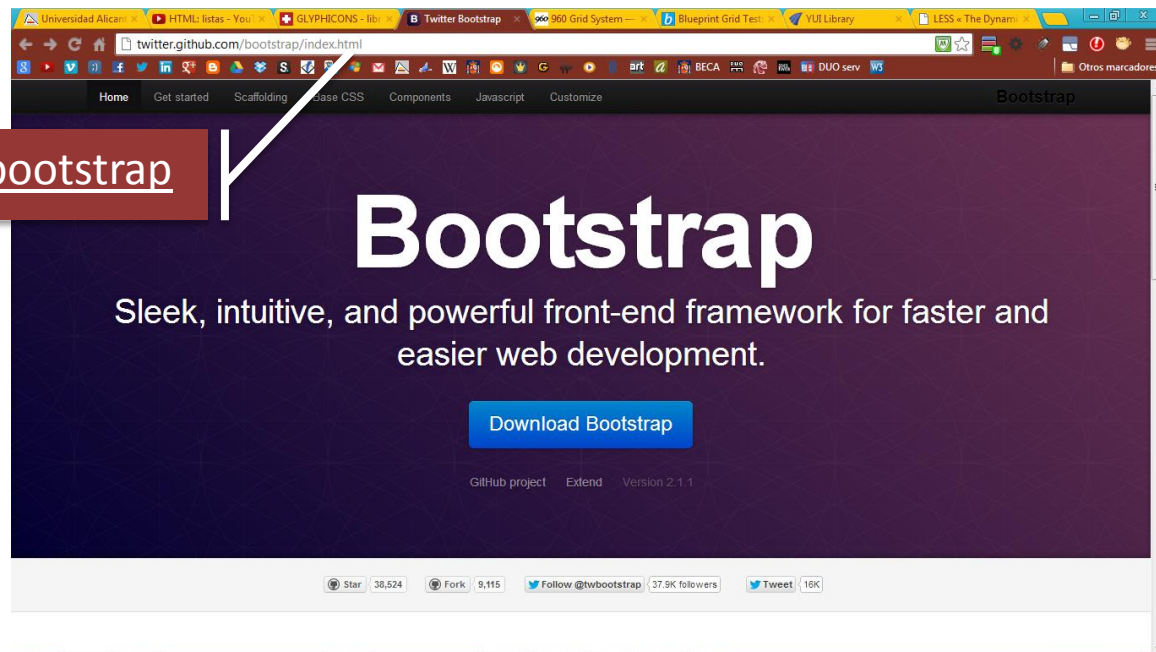 Universidad Alicant
HTML: listas - You
GLYPHICONS - libr
Twitter Bootstrap
960 Grid System —
Blueprint Grid Test:
YUI Library
LESS « The Dynami
twitter.github.com/bootstrap/index.html
BECA
DUO serv
Otros marcadores
Home Get started Scaffolding Base CSS Components Javascript Customize Bootstrap
bootstrap
Bootstrap
Sleek, intuitive, and powerful front-end framework for faster and
easier web development.
Download Bootstrap
GitHub project Extend Version 2.1.1
Star 38,524 Fork 9,115 Follow @twbootstrap 37.9K followers Tweet 16K